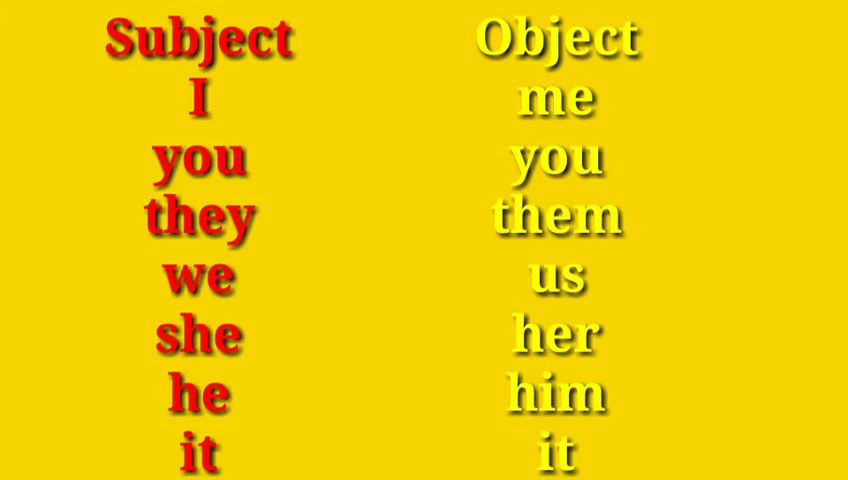 Subject Object
I me
you you
they them
we us
she her
he him
it it